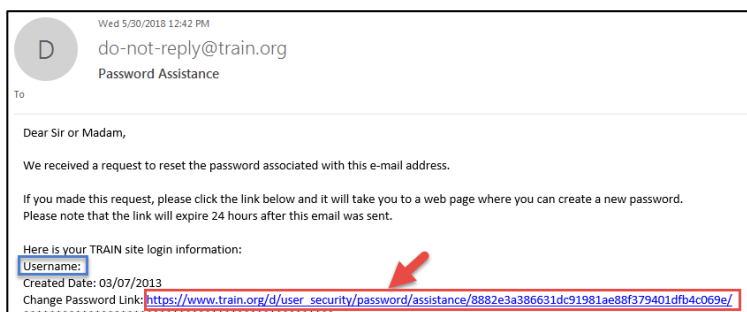 Wed 5/30/2018 12:42 PM
D
do-not-reply@train.org
Password Assistance
To
Dear Sir or Madam,
We received a request to reset the password associated with this e-mail address.
If you made this request, please click the link below and it will take you to a web page where you can create a new password.
Please note that the link will expire 24 hours after this email was sent.
Here is your TRAIN site login information:
Username:
Created Date: 03/07/2013
Change Password Link: https://www.train.org/d/user_security/password/assistance/8882e3a386631dc91981ae88f379401dfb4c069e/